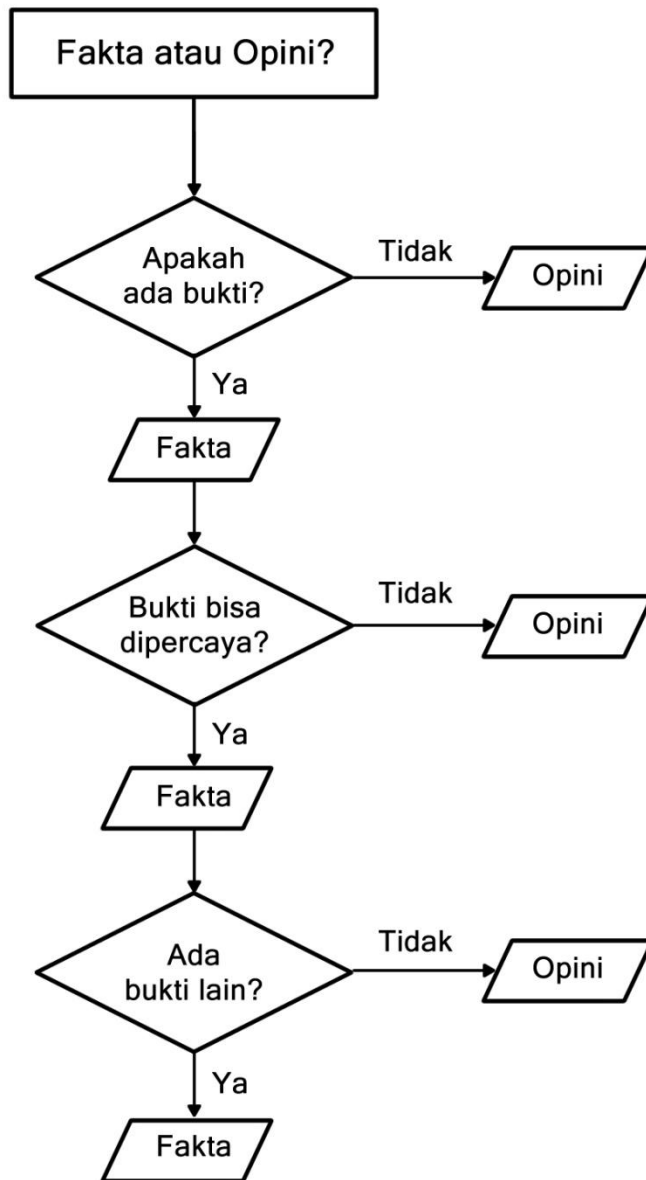 Fakta atau Opini?
Apakah
ada bukti?
Tidak
Opini
Ya
Fakta
Bukti bisa
dipercaya?
Tidak
Opini
Ya
Fakta
Ada
bukti lain?
Tidak
Opini
Ya
Fakta